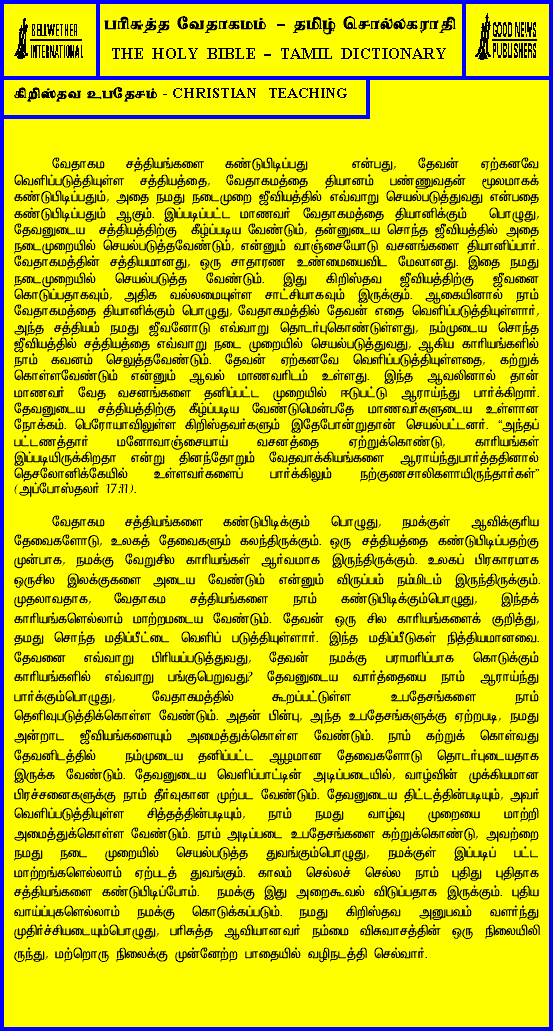 BELLWETHER
INTERNATIONAL
பரிசுத்த வேதாகமம் – தமிழ் சொல்லகராதி
THE HOLY BIBLE – TAMIL DICTIONARY
GOOD NEWS
PUBLISHERS
கிறிஸ்தவ உபதேசம் - CHRISTIAN TEACHING
வேதாகம சத்தியங்களை கண்டுபிடிப்பது என்பது, தேவன் ஏற்கனவே
வெளிப்படுத்தியுள்ள சத்தியத்தை, வேதாகமத்தை தியானம் பண்ணுவதன் மூலமாகக்
கண்டுபிடிப்பதும், அதை நமது நடைமுறை ஜீவியத்தில் எவ்வாறு செயல்படுத்துவது என்பதை
கண்டுபிடிப்பதும் ஆகும். இப்படிப்பட்ட மாணவர் வேதாகமத்தை தியானிக்கும் பொழுது,
தேவனுடைய சத்தியத்திற்கு கீழ்ப்படிய வேண்டும், தன்னுடைய சொந்த ஜீவியத்தில் அதை
நடைமுறையில் செயல்படுத்தவேண்டும், என்னும் வாஞ்சையோடு வசனங்களை தியானிப்பார்.
வேதாகமத்தின் சத்தியமானது, ஒரு சாதாரண உண்மையைவிட மேலானது. இதை நமது
நடைமுறையில் செயல்படுத்த வேண்டும். இது கிறிஸ்தவ ஜீவியத்திற்கு ஜீவனை
கொடுப்பதாகவும், அதிக வல்லமையுள்ள சாட்சியாகவும் இருக்கும். ஆகையினால் நாம்
வேதாகமத்தை தியானிக்கும் பொழுது, வேதாகமத்தில் தேவன் எதை வெளிப்படுத்தியுள்ளார்,
அந்த சத்தியம் நமது ஜீவனோடு எவ்வாறு தொடர்புகொண்டுள்ளது, நம்முடைய சொந்த
ஜீவியத்தில் சத்தியத்தை எவ்வாறு நடை முறையில் செயல்படுத்துவது, ஆகிய காரியங்களில்
நாம் கவனம் செலுத்தவேண்டும். தேவன் ஏற்கனவே வெளிப்படுத்தியுள்ளதை, கற்றுக்
கொள்ளவேண்டும் என்னும் ஆவல் மாணவரிடம் உள்ளது. இந்த ஆவலினால் தான்
மாணவர் வேத வசனங்களை தனிப்பட்ட முறையில் ஈடுபட்டு ஆராய்ந்து பார்க்கிறார்.
தேவனுடைய சத்தியத்திற்கு கீழ்ப்படிய வேண்டுமென்பதே மாணவர்களுடைய உள்ளான
நோக்கம். பெரோயாவிலுள்ள கிறிஸ்தவர்களும் இதேபோன்றுதான் செயல்பட்டனர். “அந்தப்
பட்டணத்தார் மனோவாஞ்சையாய் வசனத்தை ஏற்றுக்கொண்டு, காரியங்கள்
இப்படியிருக்கிறதா என்று தினந்தோறும் வேதவாக்கியங்களை ஆராய்ந்துபார்த்ததினால்
தெசலோனிக்கேயில் உள்ளவர்களைப் பார்க்கிலும் நற்குணசாலிகளாயிருந்தார்கள்”
(அப்போஸ்தலர் 17:11).
வேதாகம சத்தியங்களை கண்டுபிடிக்கும் பொழுது, நமக்குள் ஆவிக்குரிய
தேவைகளோடு, உலகத் தேவைகளும் கலந்திருக்கும். ஒரு சத்தியத்தை கண்டுபிடிப்பதற்கு
முன்பாக, நமக்கு வேறுசில காரியங்கள் ஆர்வமாக இருந்திருக்கும். உலகப் பிரகாரமாக
ஒருசில இலக்குகளை அடைய வேண்டும் என்னும் விருப்பம் நம்மிடம் இருந்திருக்கும்.
முதலாவதாக, வேதாகம சத்தியங்களை நாம் கண்டுபிடிக்கும்பொழுது, இந்தக்
காரியங்களெல்லாம் மாற்றமடைய வேண்டும். தேவன் ஒரு சில காரியங்களைக் குறித்து,
தமது சொந்த மதிப்பீட்டை வெளிப் படுத்தியுள்ளார். இந்த மதிப்பீடுகள் நித்தியமானவை.
தேவனை எவ்வாறு பிரியப்படுத்துவது, தேவன் நமக்கு பராமரிப்பாக கொடுக்கும்
காரியங்களில் எவ்வாறு பங்குபெறுவது? தேவனுடைய வார்த்தையை நாம் ஆராய்ந்து
பார்க்கும்பொழுது, வேதாகமத்தில் கூறப்பட்டுள்ள உபதேசங்களை நாம்
தெளிவுபடுத்திக்கொள்ள வேண்டும். அதன் பின்பு, அந்த உபதேசங்களுக்கு ஏற்றபடி, நமது
அன்றாட ஜீவியங்களையும் அமைத்துக்கொள்ள வேண்டும். நாம் கற்றுக் கொள்வது
தேவனிடத்தில் நம்முடைய தனிப்பட்ட ஆழமான தேவைகளோடு தொடர்புடையதாக
இருக்க வேண்டும். தேவனுடைய வெளிப்பாட்டின் அடிப்படையில், வாழ்வின் முக்கியமான
பிரச்சனைகளுக்கு நாம் தீர்வுகான முற்பட வேண்டும். தேவனுடைய திட்டத்தின்படியும், அவர்
வெளிப்படுத்தியுள்ள சித்தத்தின்படியும், நாம் நமது வாழ்வு முறையை மாற்றி
அமைத்துக்கொள்ள வேண்டும். நாம் அடிப்படை உபதேசங்களை கற்றுக்கொண்டு, அவற்றை
நமது நடை முறையில் செயல்படுத்த துவங்கும்பொழுது, நமக்குள் இப்படிப் பட்ட
மாற்றங்களெல்லாம் ஏற்படத் துவங்கும். காலம் செல்லச் செல்ல நாம் புதிது புதிதாக
சத்தியங்களை கண்டுபிடிப்போம். நமக்கு இது அறைகூவல் விடுப்பதாக இருக்கும். புதிய
வாய்ப்புகளெல்லாம் நமக்கு கொடுக்கப்படும். நமது கிறிஸ்தவ அனுபவம் வளர்ந்து
முதிர்ச்சியடையும்பொழுது, பரிசுத்த ஆவியானவர் நம்மை விசுவாசத்தின் ஒரு நிலையிலி
ருந்து, மற்றொரு நிலைக்கு முன்னேற்ற பாதையில் வழிநடத்தி செல்வார்.